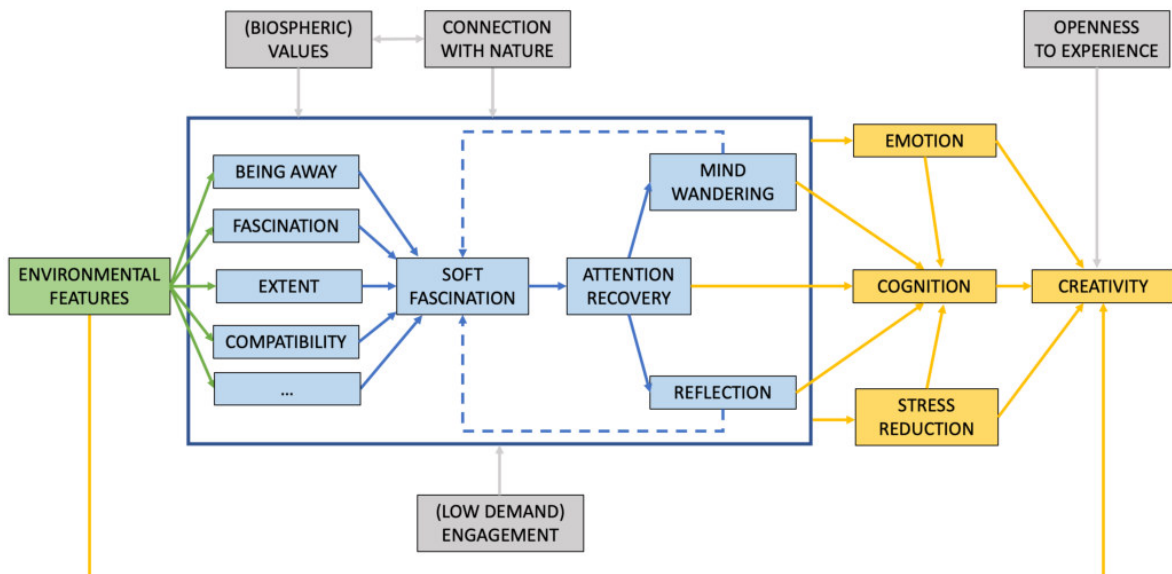 (BIOSPHERIC)
VALUES
CONNECTION
WITH NATURE
OPENNESS
TO EXPERIENCE
ENVIRONMENTAL
FEATURES
BEING AWAY
FASCINATION
EXTENT
COMPATIBILITY
...
SOFT
FASCINATION
ATTENTION
RECOVERY
MIND
WANDERING
REFLECTION
EMOTION
COGNITION
STRESS
REDUCTION
CREATIVITY
(LOW DEMAND)
ENGAGEMENT